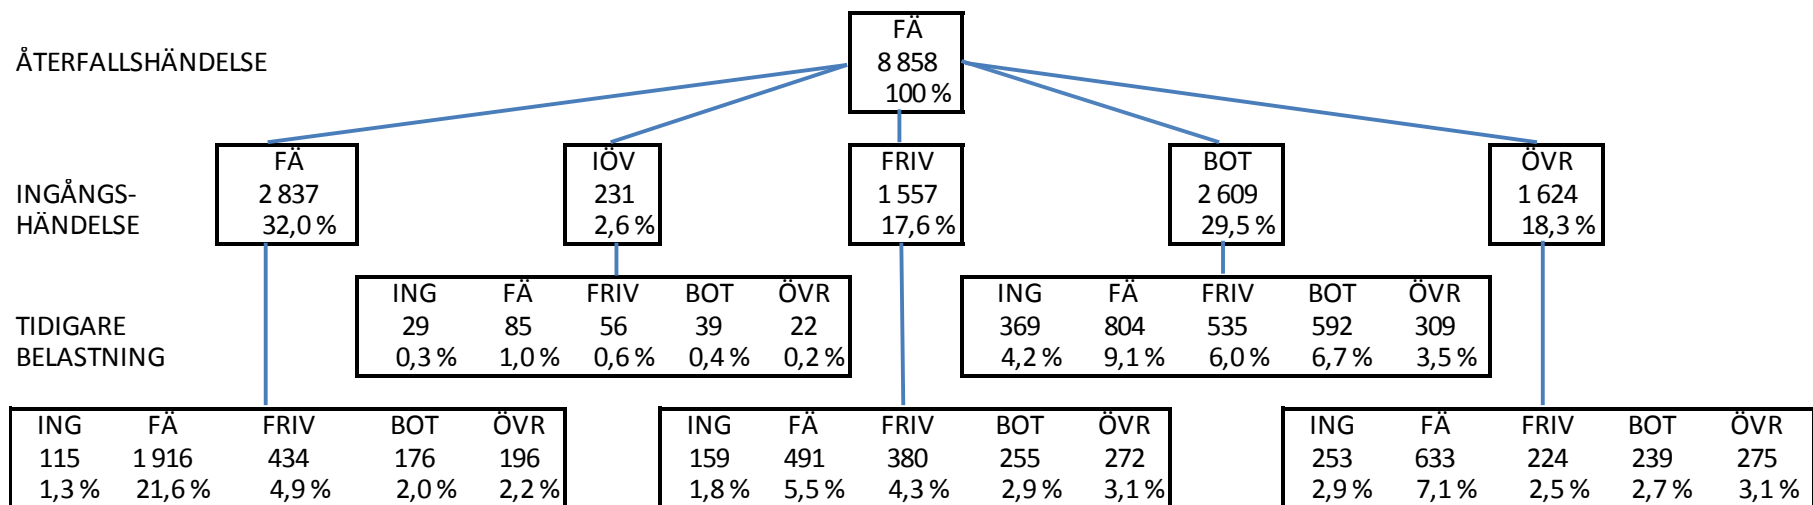 FÄ
ÅTERFALLSHÄNDELSE 8 858
100 %
FÄ IÖV FRIV BOT ÖVR
INGÅNGS- 2 837 231 1 557 2 609 1 624
HÄNDELSE 32,0 % 2,6 % 17,6 % 29,5 % 18,3 %
ING FÄ FRIV BOT ÖVR ING FÄ FRIV BOT ÖVR
TIDIGARE 29 85 56 39 22 369 804 535 592 309
BELASTNING 0,3 % 1,0 % 0,6 % 0,4 % 0,2 % 4,2 % 9,1 % 6,0 % 6,7 % 3,5 %
ING FÄ FRIV BOT ÖVR ING FÄ FRIV BOT ÖVR ING FÄ FRIV BOT ÖVR
115 1 916 434 176 196 159 491 380 255 272 253 633 224 239 275
1,3 % 21,6 % 4,9 % 2,0 % 2,2 % 1,8 % 5,5 % 4,3 % 2,9 % 3,1 % 2,9 % 7,1 % 2,5 % 2,7 % 3,1 %